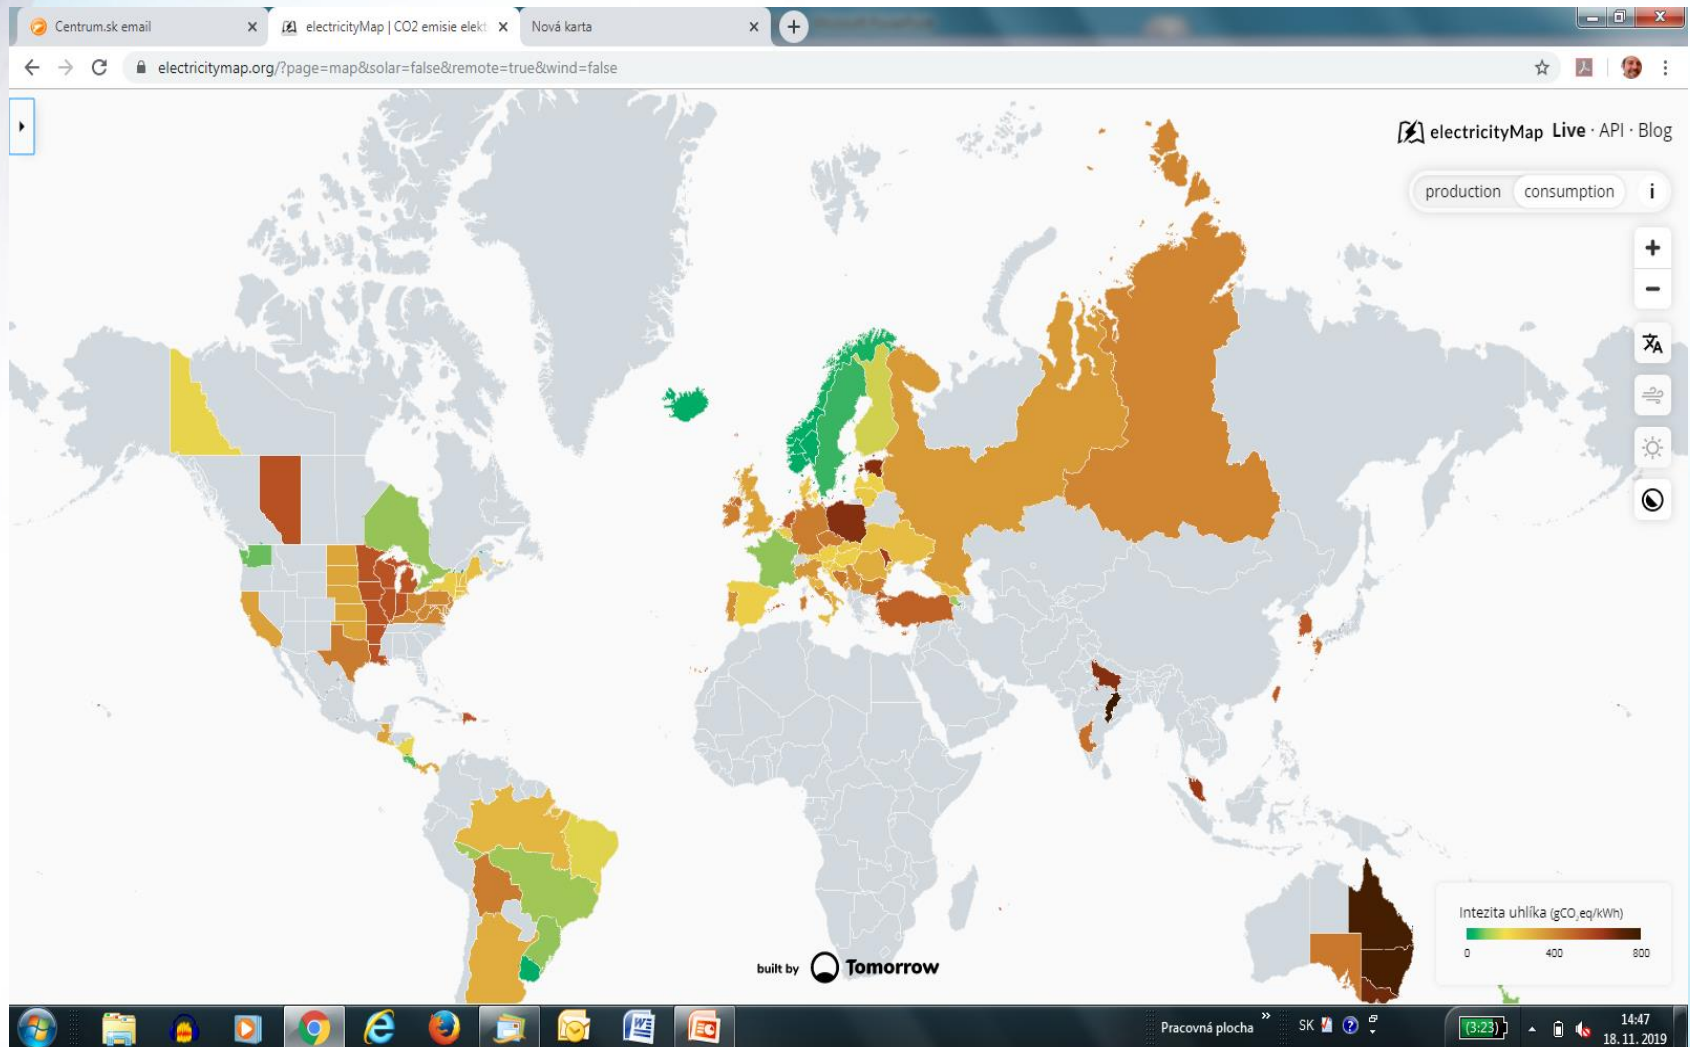 Centrum.sk email
electricityMap | CO2 emisie elekt
Nová karta
electricitymap.org/?page=map&solar=false&remote=true&wind=false
electricityMap Live · API · Blog
production consumption i
built by Tomorrow
Intezita uhlíka (gCO₂eq/kWh)
0 400 800
Pracovná plocha » SK (3:23) 14:47
18. 11. 2019